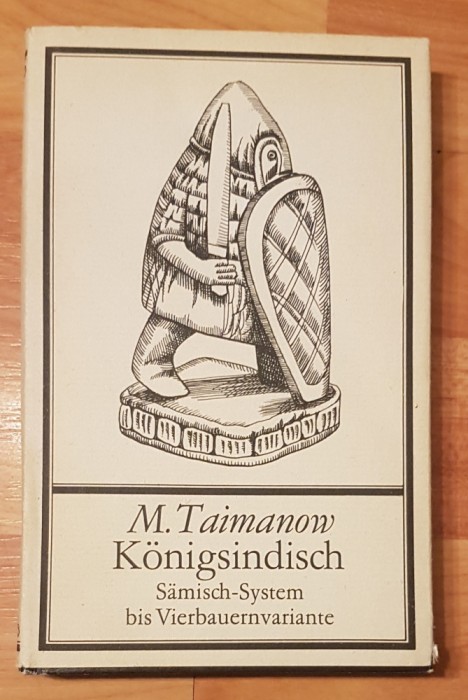 M. Taimanow
Königsindisch
Sämisch-System
bis Vierbauernvariante